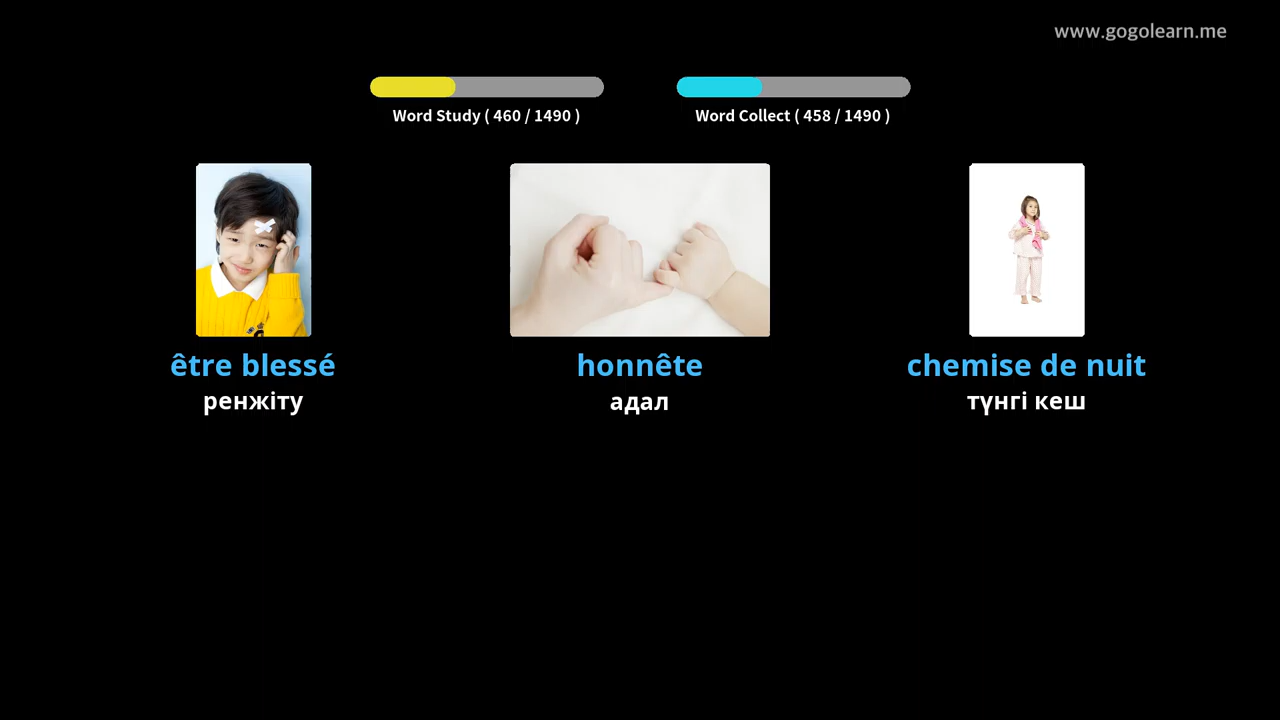 www.gogolearn.me
Word Study ( 460 / 1490 )
Word Collect ( 458 / 1490 )
être blessé
ренжіту
honnête
адал
chemise de nuit
түнгі кеш